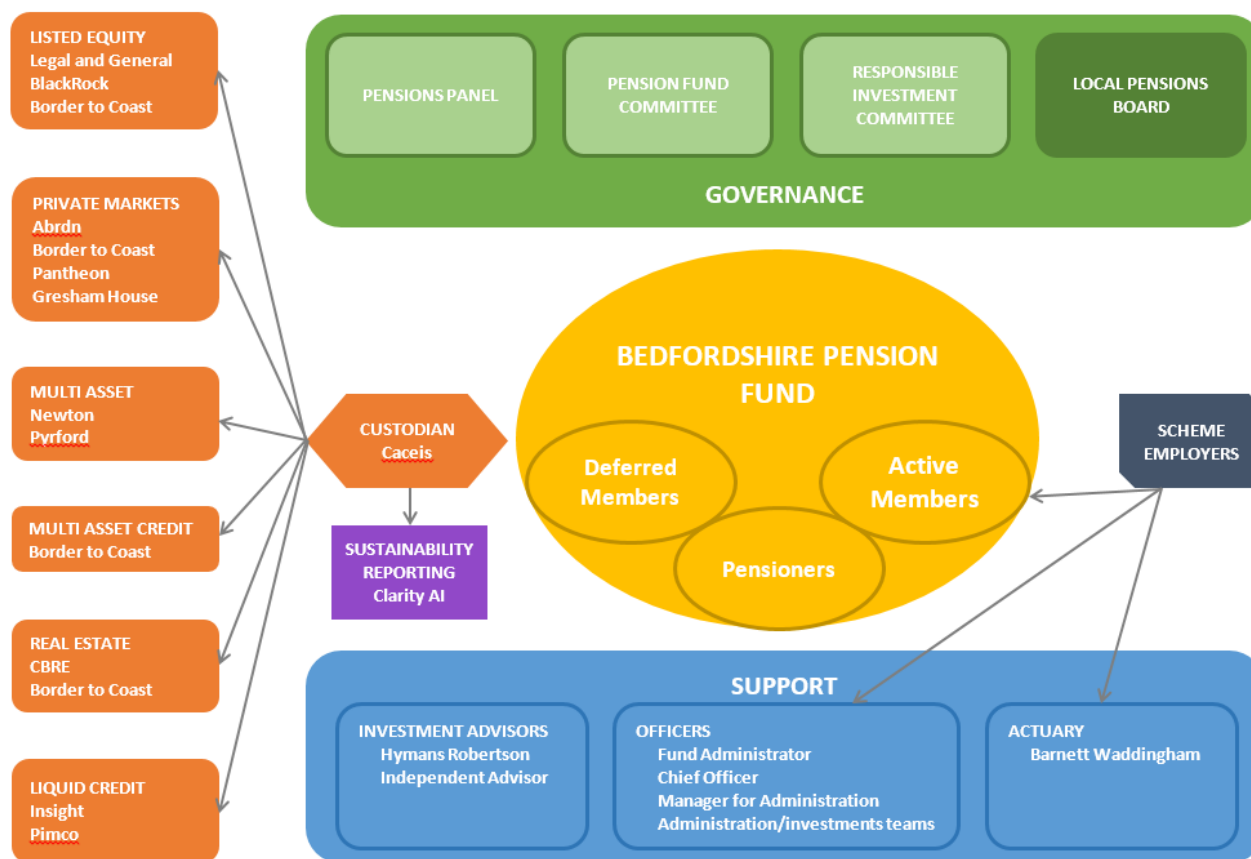 LISTED EQUITY
Legal and General
BlackRock
Border to Coast
PRIVATE MARKETS
Abrdn
Border to Coast
Pantheon
Gresham House
MULTI ASSET
Newton
Pyrford
MULTI ASSET CREDIT
Border to Coast
REAL ESTATE
CBRE
Border to Coast
LIQUID CREDIT
Insight
Pimco
PENSIONS PANEL
PENSION FUND
COMMITTEE
RESPONSIBLE
INVESTMENT
COMMITTEE
LOCAL PENSIONS
BOARD
GOVERNANCE
CUSTODIAN
Caceis
SUSTAINABILITY
REPORTING
Clarity AI
BEDFORDSHIRE PENSION
FUND
Deferred
Members
Active
Members
Pensioners
SCHEME
EMPLOYERS
SUPPORT
INVESTMENT ADVISORS
Hymans Robertson
Independent Advisor
OFFICERS
Fund Administrator
Chief Officer
Manager for Administration
Administration/investments teams
ACTUARY
Barnett Waddingham